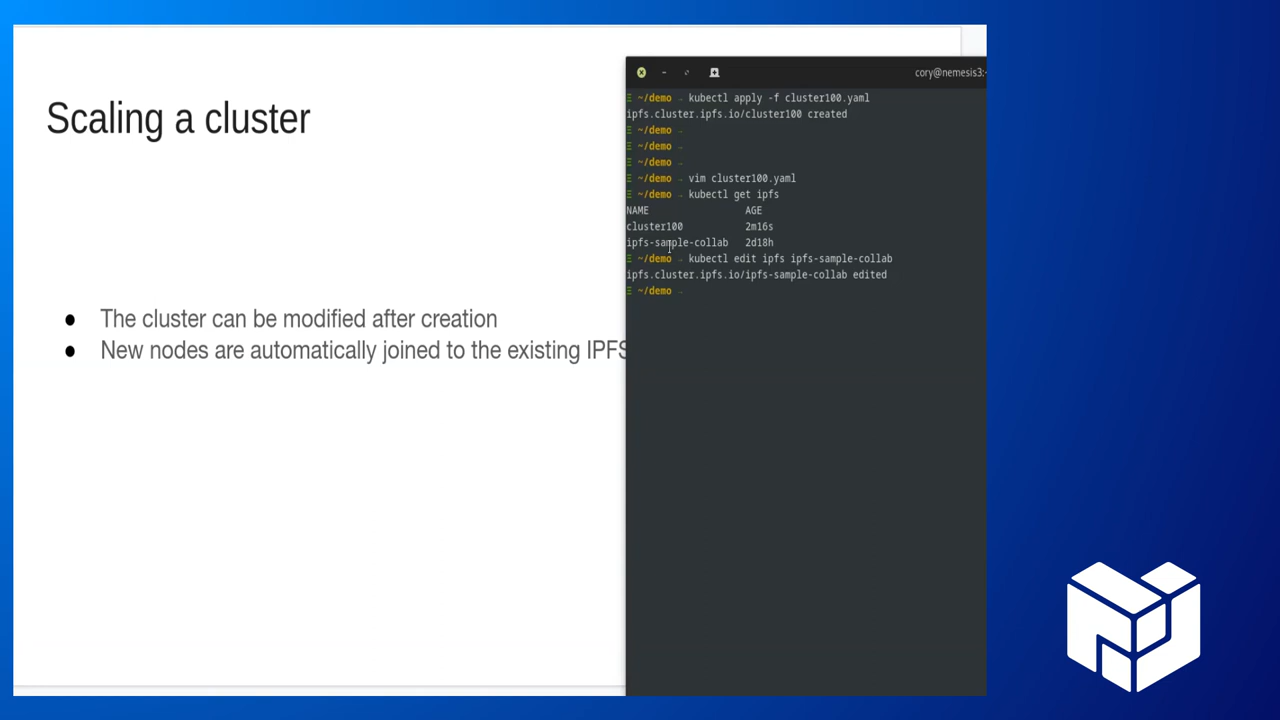 Scaling a cluster
The cluster can be modified after creation
New nodes are automatically joined to the existing IPFS
cory@nemesis3:
~/demo kubectl apply -f cluster100.yaml
ipfs.cluster.ipfs.io/cluster100 created
~/demo
~/demo
~/demo
~/demo vim cluster100.yaml
~/demo kubectl get ipfs
NAME AGE
cluster100 2m16s
ipfs-sample-collab 2d18h
~/demo kubectl edit ipfs ipfs-sample-collab
ipfs.cluster.ipfs.io/ipfs-sample-collab edited
~/demo